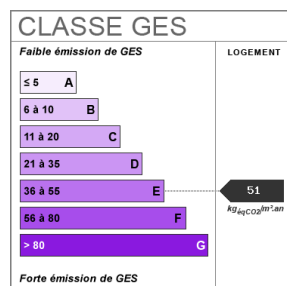 CLASSE GES
Faible émission de GES
LOGEMENT
≤ 5 A
6 à 10 B
11 à 20 C
21 à 35 D
36 à 55 E
51
kgéqCO2/m².an
56 à 80 F
> 80 G
Forte émission de GES